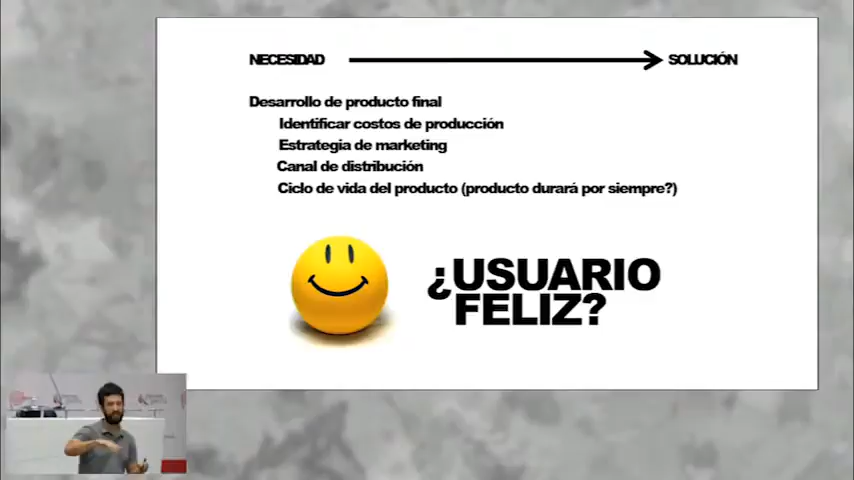 NECESIDAD SOLUCIÓN
Desarrollo de producto final
Identificar costos de producción
Estrategia de marketing
Canal de distribución
Ciclo de vida del producto (producto durará por siempre?)
¿USUARIO
FELIZ?